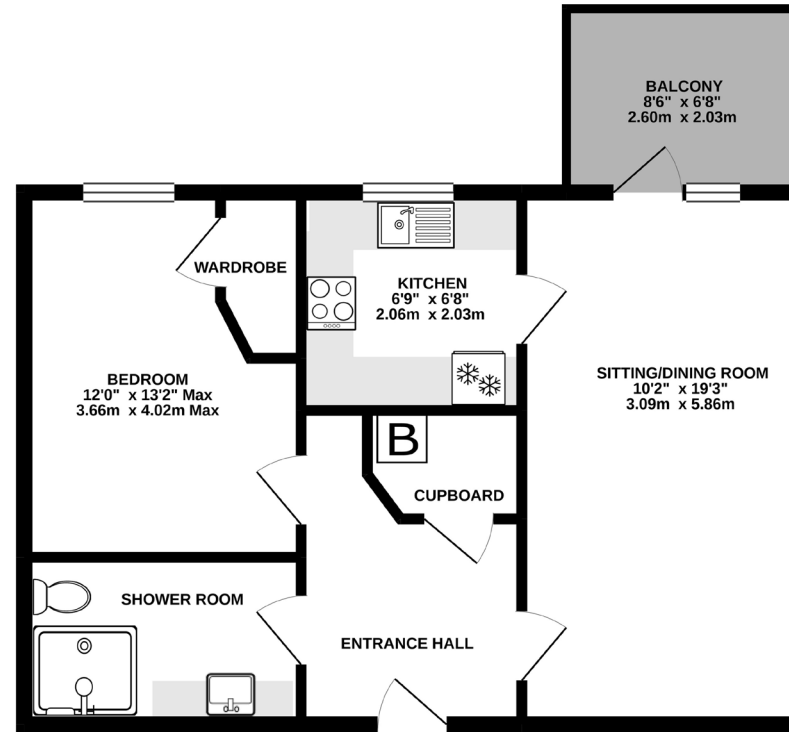 BALCONY
8'6" x 6'8"
2.60m x 2.03m
WARDROBE
KITCHEN
6'9" x 6'8"
2.06m x 2.03m
BEDROOM
12'0" x 13'2" Max
3.66m x 4.02m Max
SITTING/DINING ROOM
10'2" x 19'3"
3.09m x 5.86m
B
CUPBOARD
SHOWER ROOM
ENTRANCE HALL